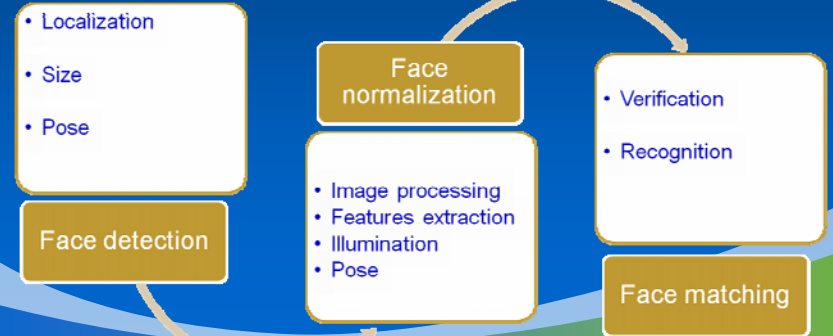 • Localization
• Size
• Pose
Face detection
Face
normalization
• Image processing
• Features extraction
• Illumination
• Pose
• Verification
• Recognition
Face matching